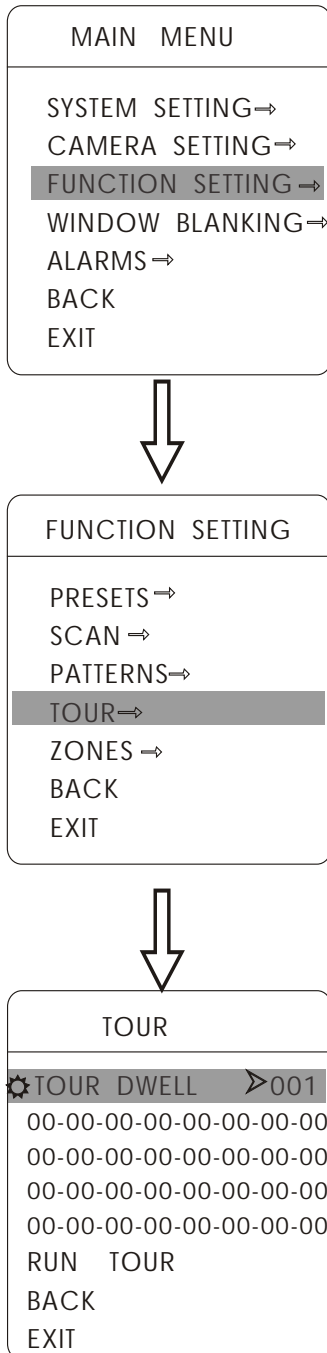 MAIN MENU
SYSTEM SETTING→
CAMERA SETTING→
FUNCTION SETTING→
WINDOW BLANKING→
ALARMS→
BACK
EXIT
FUNCTION SETTING
PRESETS→
SCAN→
PATTERNS→
TOUR→
ZONES→
BACK
EXIT
TOUR
TOUR DWELL >001
00-00-00-00-00-00-00-00
00-00-00-00-00-00-00-00
00-00-00-00-00-00-00-00
00-00-00-00-00-00-00-00
RUN TOUR
BACK
EXIT